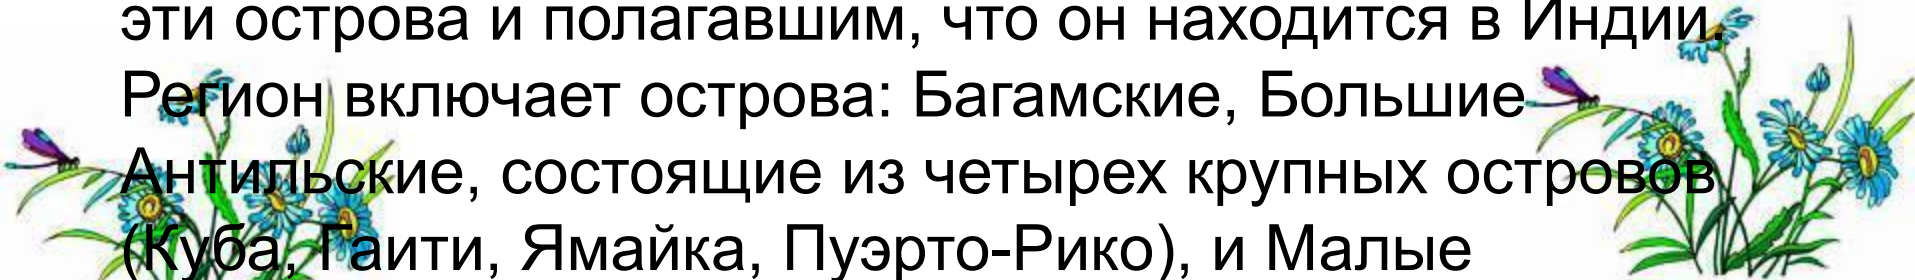 эти острова и полагавшим, что он находится в Индии.
Регион включает острова: Багамские, Большие
Антильские, состоящие из четырех крупных островов
(Куба, Гаити, Ямайка, Пуэрто-Рико), и Малые